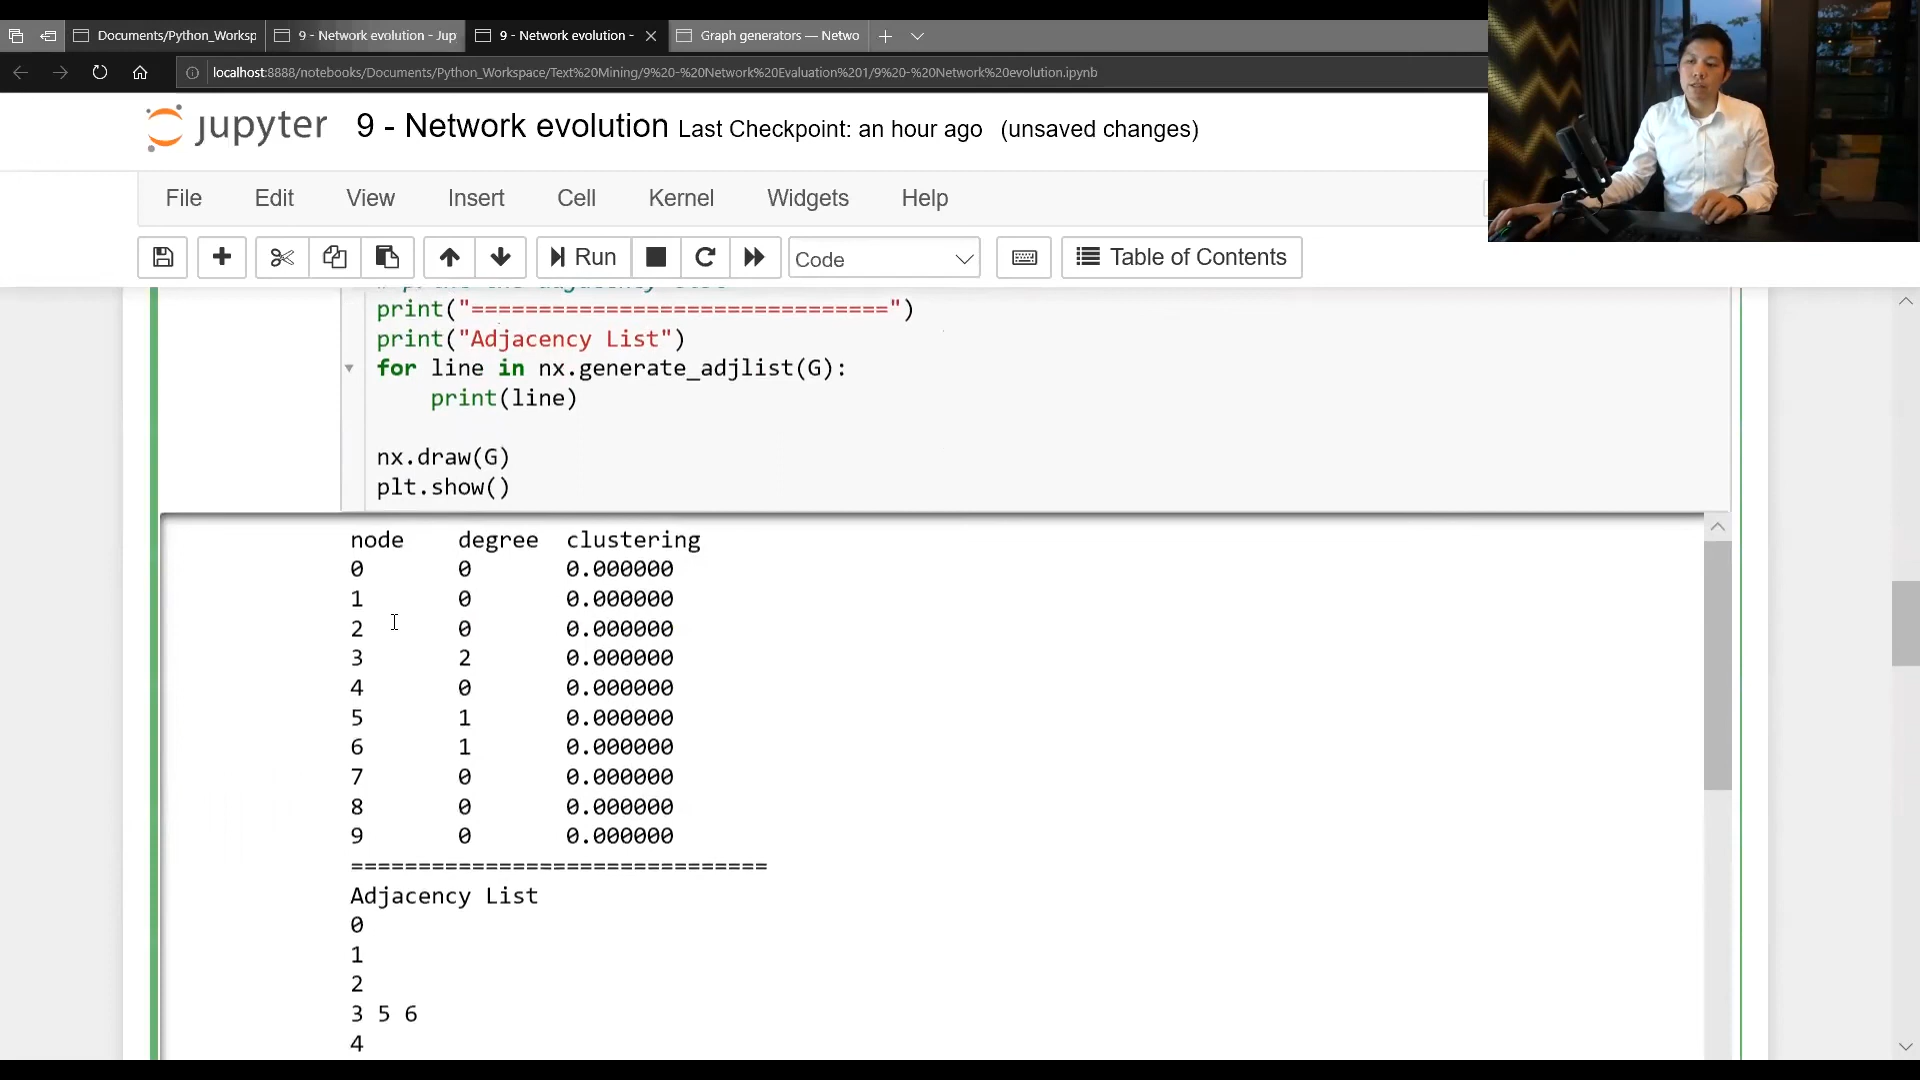 Documents/Python_Worksp
9 - Network evolution - Jup
9 - Network evolution -
Graph generators — Netwo
localhost:8888/notebooks/Documents/Python_Workspace/Text%20Mining/9%20-%20Network%20Evaluation%201/9%20-%20Network%20evolution.ipynb
jupyter 9 - Network evolution Last Checkpoint: an hour ago (unsaved changes)
File Edit View Insert Cell Kernel Widgets Help
Run Code Table of Contents
print("===============================")
print("Adjacency List")
for line in nx.generate_adjlist(G):
    print(line)
nx.draw(G)
plt.show()
node degree clustering
0 0 0.000000
1 0 0.000000
2 0 0.000000
3 2 0.000000
4 0 0.000000
5 1 0.000000
6 1 0.000000
7 0 0.000000
8 0 0.000000
9 0 0.000000
===============================
Adjacency List
0
1
2
3 5 6
4